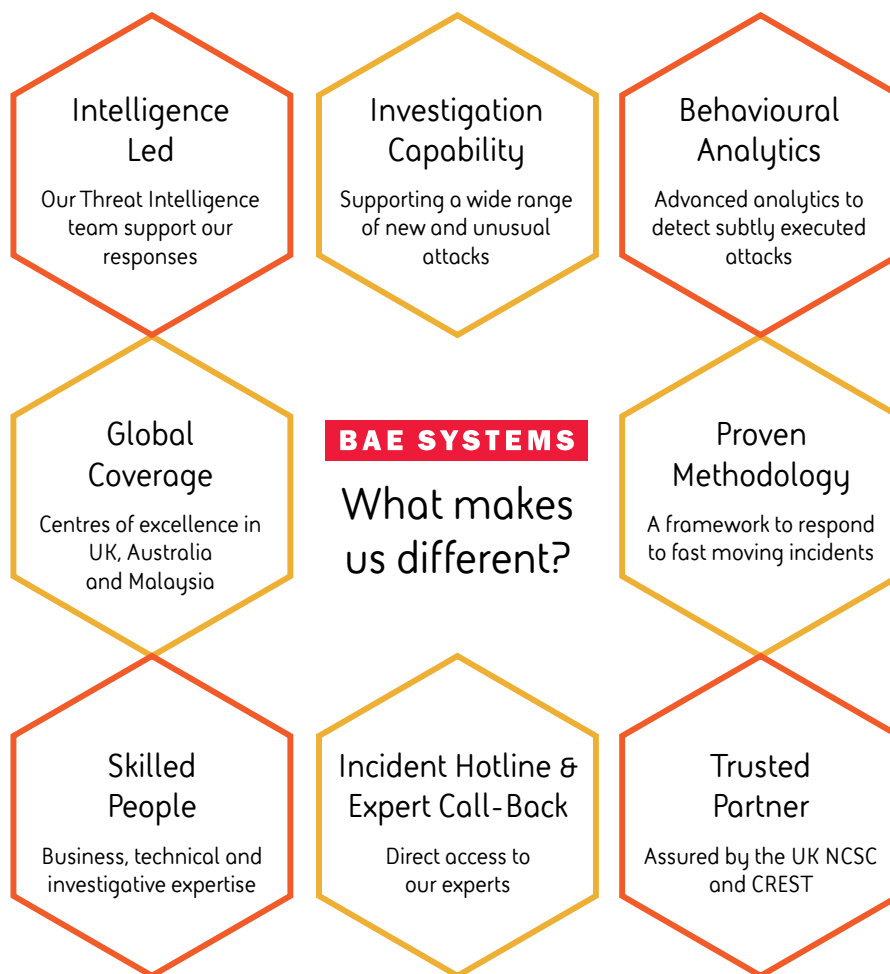 Intelligence
Led
Our Threat Intelligence
team support our
responses
Investigation
Capability
Supporting a wide range
of new and unusual
attacks
Behavioural
Analytics
Advanced analytics to
detect subtly executed
attacks
Global
Coverage
Centres of excellence in
UK, Australia
and Malaysia
BAE SYSTEMS
What makes
us different?
Proven
Methodology
A framework to respond
to fast moving incidents
Skilled
People
Business, technical and
investigative expertise
Incident Hotline &
Expert Call-Back
Direct access to
our experts
Trusted
Partner
Assured by the UK NCSC
and CREST